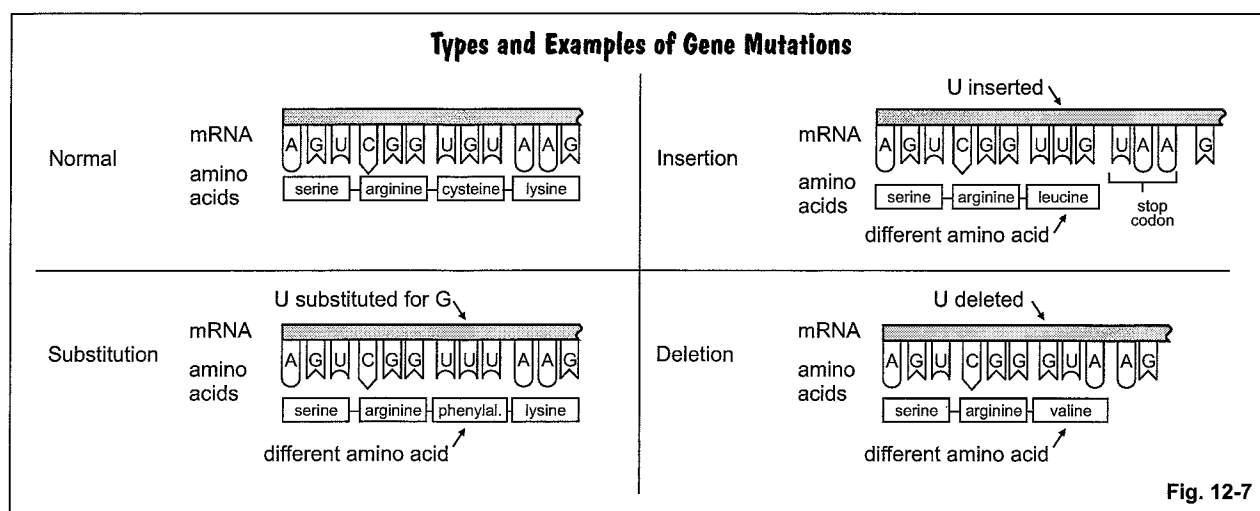 Types and Examples of Gene Mutations
Normal
mRNA
A G U C G G U G U A A G
amino
acids
serine arginine cysteine lysine
Insertion
U inserted
mRNA
A G U C G G U U G U A A G
amino
acids
serine arginine leucine
stop
codon
different amino acid
Substitution
U substituted for G
mRNA
A G U C G G U U U A A G
amino
acids
serine arginine phenylal. lysine
different amino acid
Deletion
U deleted
mRNA
A G U C G G G U A A G
amino
acids
serine arginine valine
different amino acid
Fig. 12-7